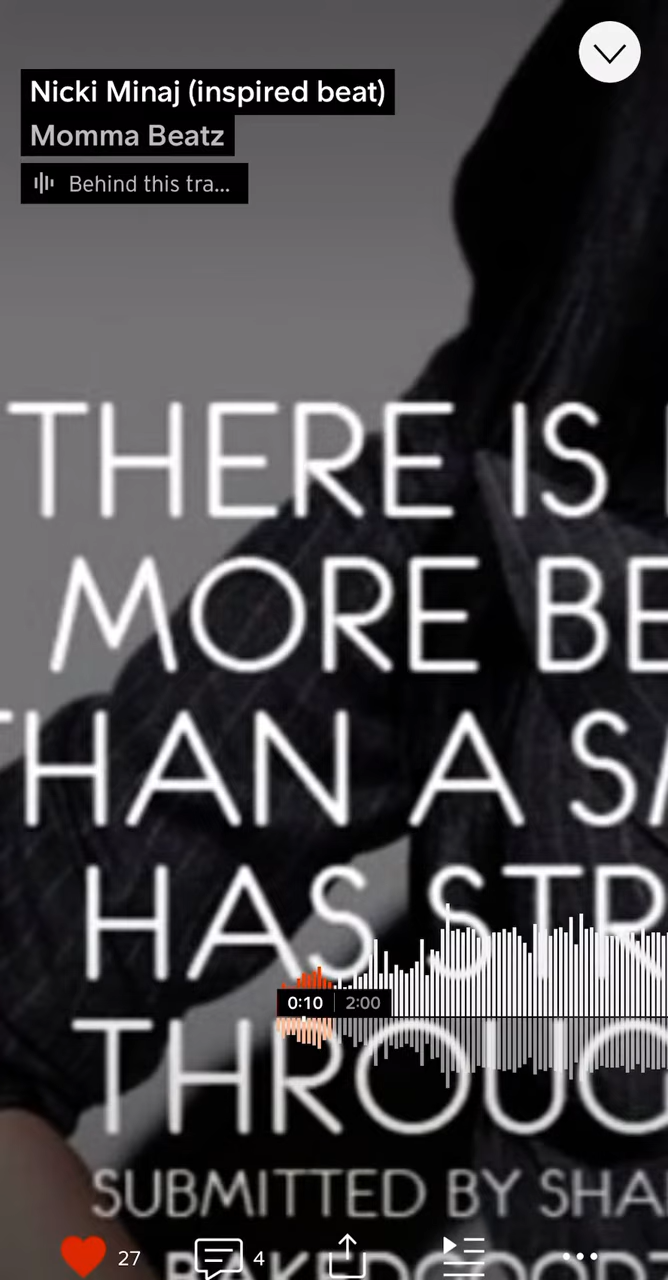 Nicki Minaj (inspired beat)
Momma Beatz
Behind this tra...
THERE IS
MORE BE
THAN A
HAS STR
0:10 2:00
THROUG
SUBMITTED BY SHA
27 4